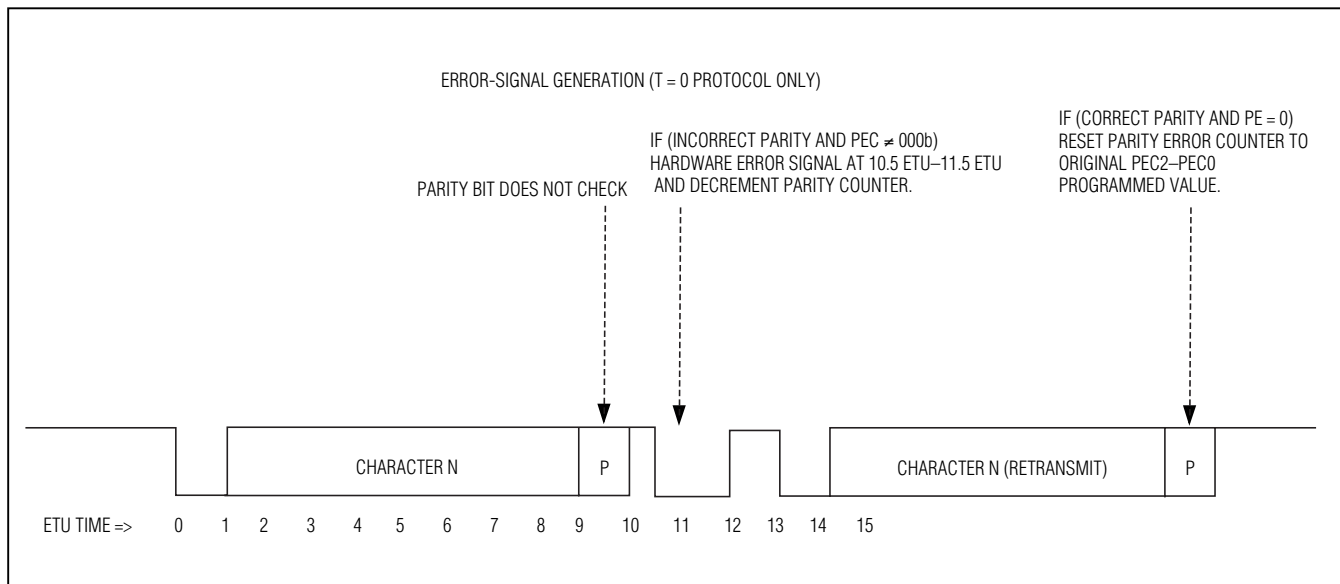 ERROR-SIGNAL GENERATION (T = 0 PROTOCOL ONLY)
PARITY BIT DOES NOT CHECK
IF (INCORRECT PARITY AND PEC ≠ 000b)
HARDWARE ERROR SIGNAL AT 10.5 ETU–11.5 ETU
AND DECREMENT PARITY COUNTER.
IF (CORRECT PARITY AND PE = 0)
RESET PARITY ERROR COUNTER TO
ORIGINAL PEC2–PEC0
PROGRAMMED VALUE.
CHARACTER N P CHARACTER N (RETRANSMIT) P
ETU TIME => 0 1 2 3 4 5 6 7 8 9 10 11 12 13 14 15